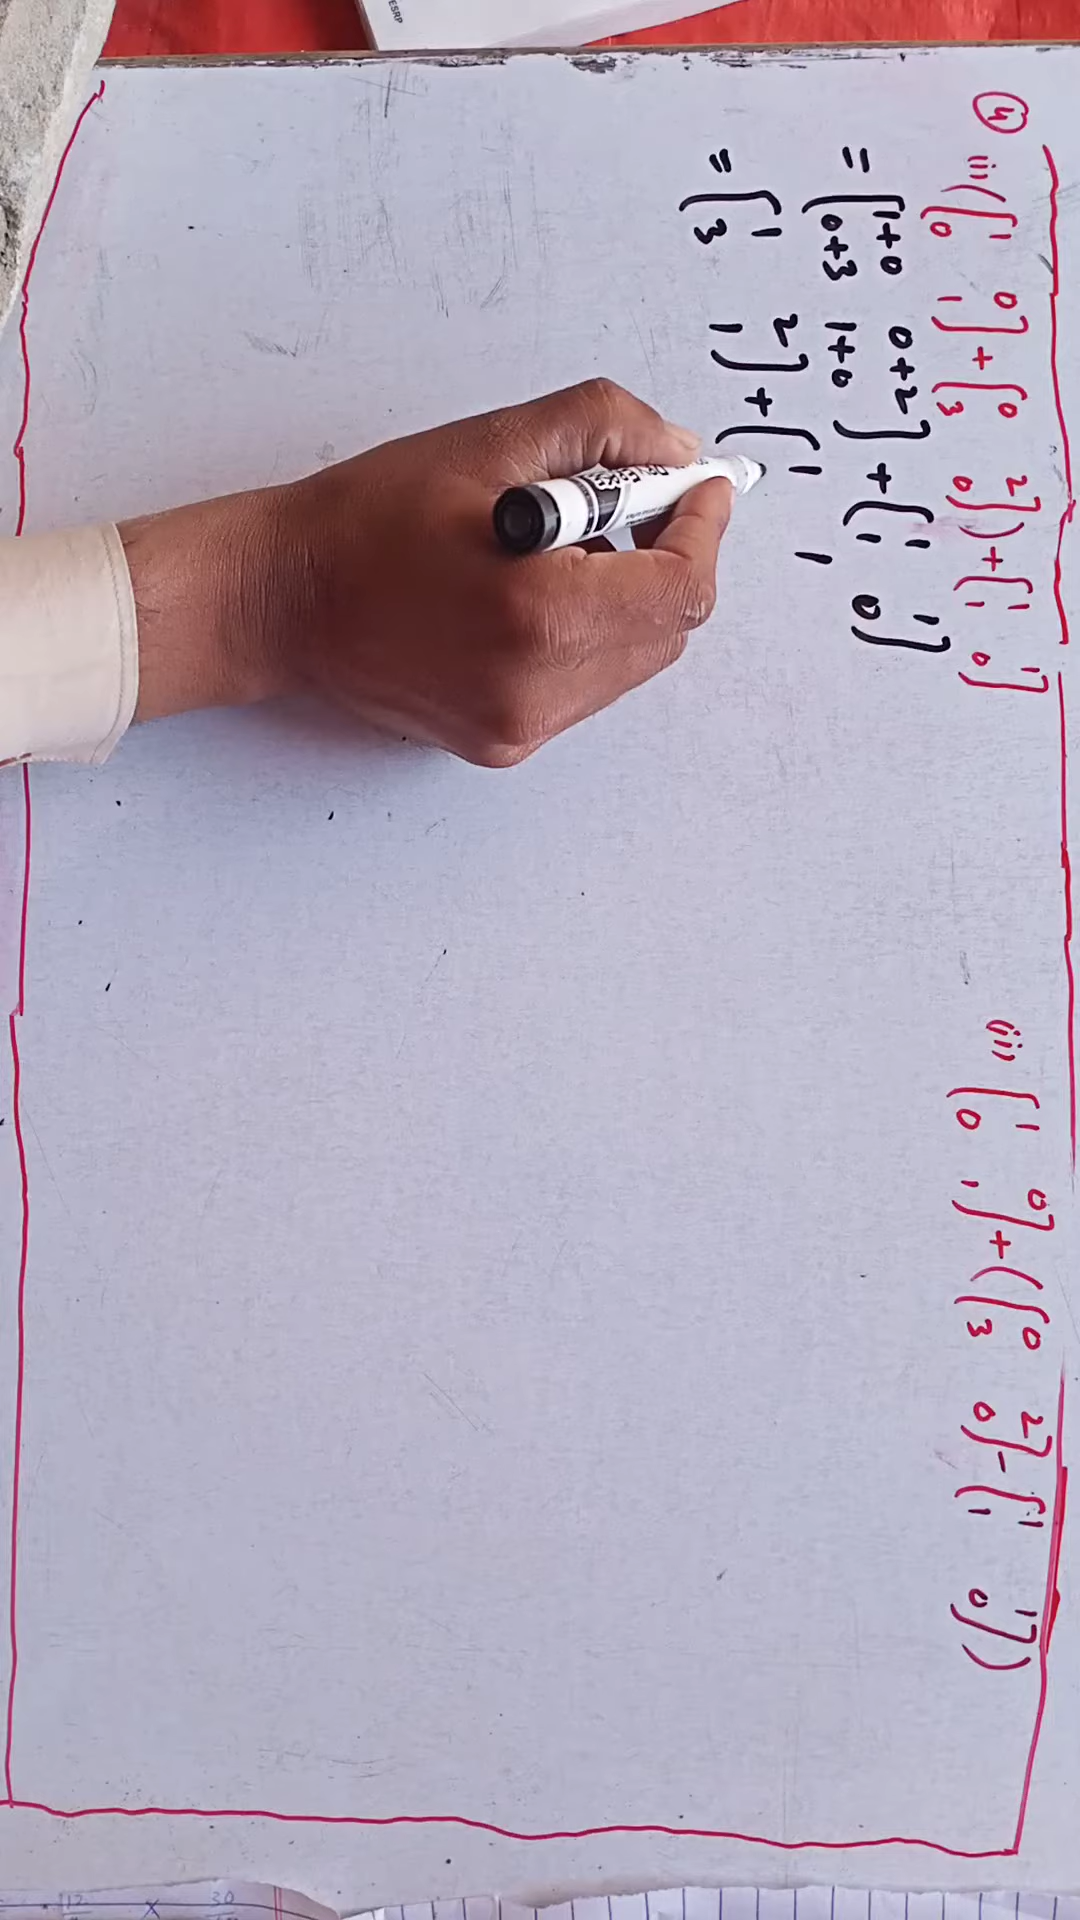 ④ ii) ([1 0
0 1] + [0 2
3 0]) + [1 1
1 0]
= [1+0 0+2
0+3 1+0] + [1 1
1 0]
= [1 2
3 1] + [1 1
iii) [1 0
0 1] + ([0 2
3 0] - [1 1
1 0])
ESRP